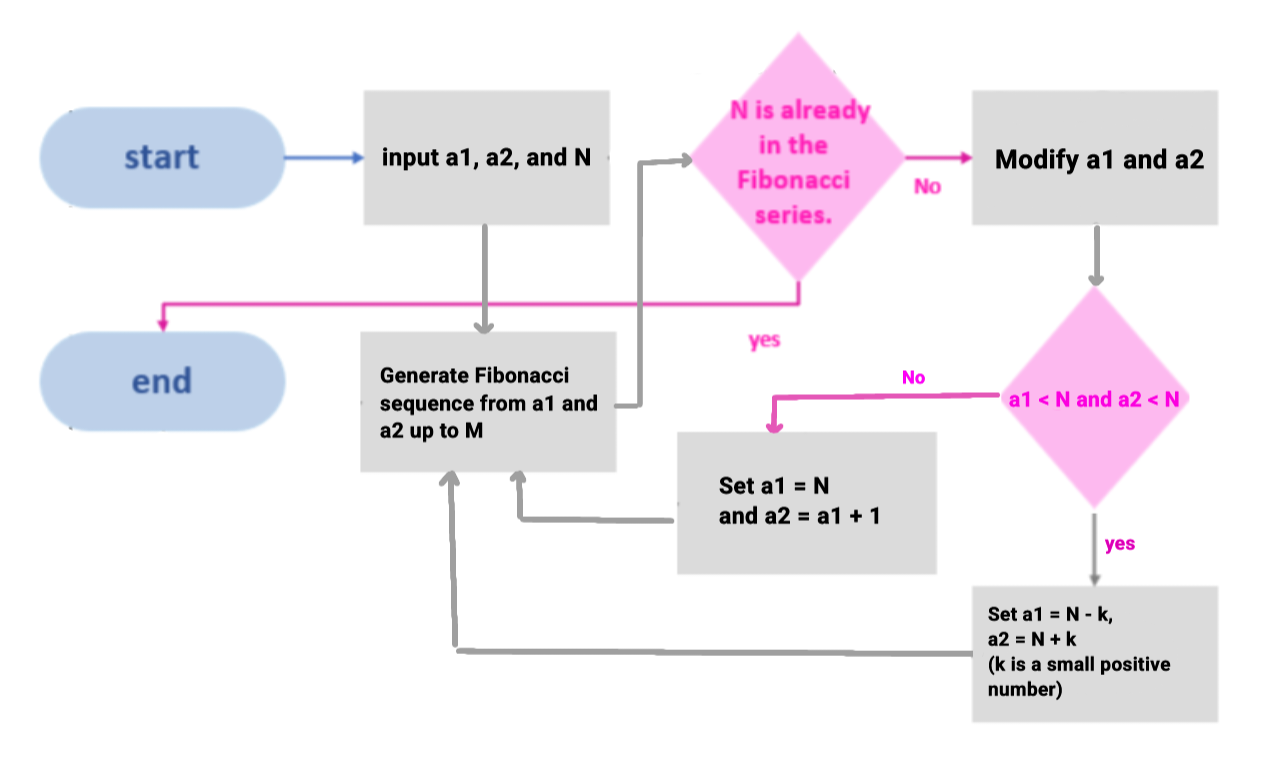 start
input a1, a2, and N
N is already
in the
Fibonacci
series.
No
Modify a1 and a2
end
yes
Generate Fibonacci
sequence from a1 and
a2 up to M
No
a1 < N and a2 < N
Set a1 = N
and a2 = a1 + 1
yes
Set a1 = N - k,
a2 = N + k
(k is a small positive
number)